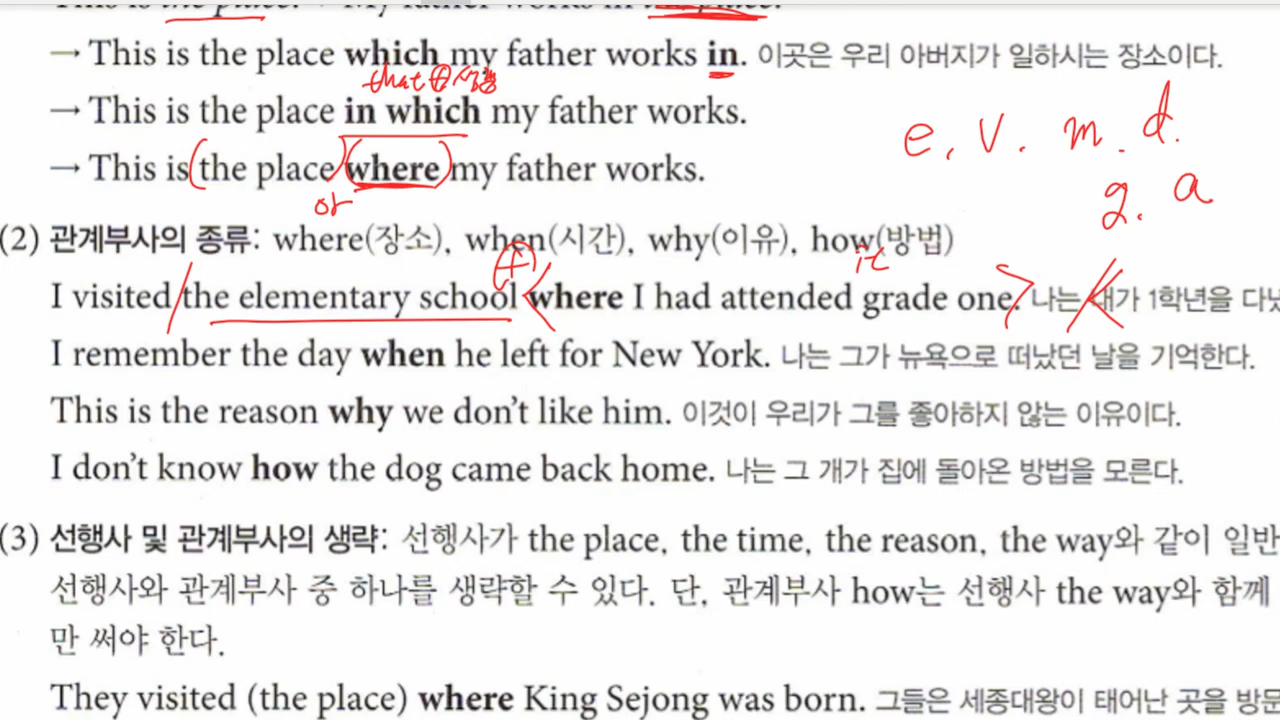 → This is the place which my father works in. 이곳은 우리 아버지가 일하시는 장소이다.
that
→ This is the place in which my father works.
e. v. m. d.
→ This is (the place) (where) my father works.
g. a
or
(2) 관계부사의 종류: where(장소), when(시간), why(이유), how(방법)
it
I visited the elementary school where I had attended grade one. 나는 내가 1학년을
I remember the day when he left for New York. 나는 그가 뉴욕으로 떠났던 날을 기억한다.
This is the reason why we don't like him. 이것이 우리가 그를 좋아하지 않는 이유이다.
I don't know how the dog came back home. 나는 그 개가 집에 돌아온 방법을 모른다.
(3) 선행사 및 관계부사의 생략: 선행사가 the place, the time, the reason, the way와 같이 일반
선행사와 관계부사 중 하나를 생략할 수 있다. 단, 관계부사 how는 선행사 the way와 함께
만 써야 한다.
They visited (the place) where King Sejong was born. 그들은 세종대왕이 태어난 곳을